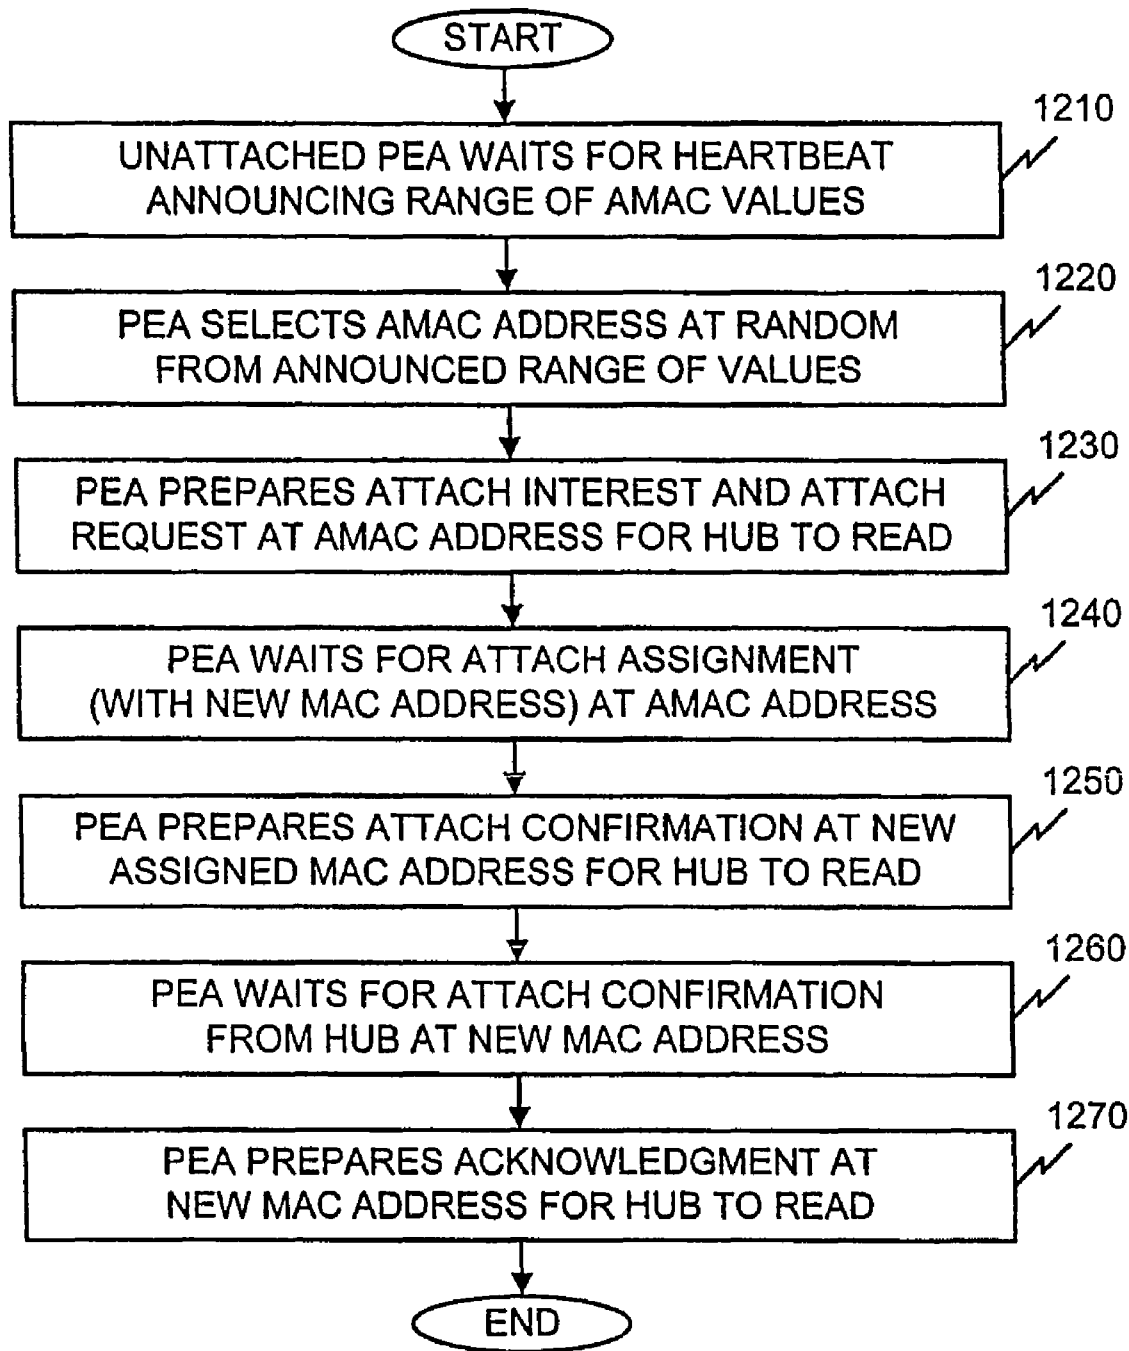 START
1210
UNATTACHED PEA WAITS FOR HEARTBEAT
ANNOUNCING RANGE OF AMAC VALUES
1220
PEA SELECTS AMAC ADDRESS AT RANDOM
FROM ANNOUNCED RANGE OF VALUES
1230
PEA PREPARES ATTACH INTEREST AND ATTACH
REQUEST AT AMAC ADDRESS FOR HUB TO READ
1240
PEA WAITS FOR ATTACH ASSIGNMENT
(WITH NEW MAC ADDRESS) AT AMAC ADDRESS
1250
PEA PREPARES ATTACH CONFIRMATION AT NEW
ASSIGNED MAC ADDRESS FOR HUB TO READ
1260
PEA WAITS FOR ATTACH CONFIRMATION
FROM HUB AT NEW MAC ADDRESS
1270
PEA PREPARES ACKNOWLEDGMENT AT
NEW MAC ADDRESS FOR HUB TO READ
END